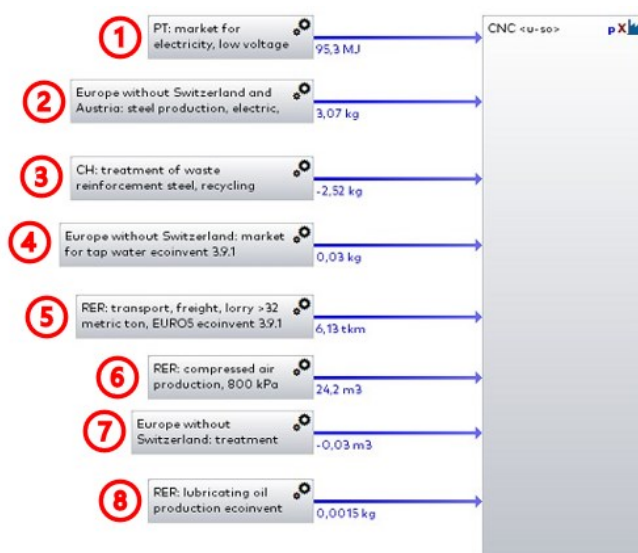 1
PT: market for
electricity, low voltage
95,3 MJ
CNC <u-so>
pX
2
Europe without Switzerland and
Austria: steel production, electric,
3,07 kg
3
CH: treatment of waste
reinforcement steel, recycling
-2,52 kg
4
Europe without Switzerland: market
for tap water ecoinvent 3.9.1
0,03 kg
5
RER: transport, freight, lorry >32
metric ton, EURO5 ecoinvent 3.9.1
6,13 tkm
6
RER: compressed air
production, 800 kPa
24,2 m3
7
Europe without
Switzerland: treatment
-0,03 m3
8
RER: lubricating oil
production ecoinvent
0,0015 kg